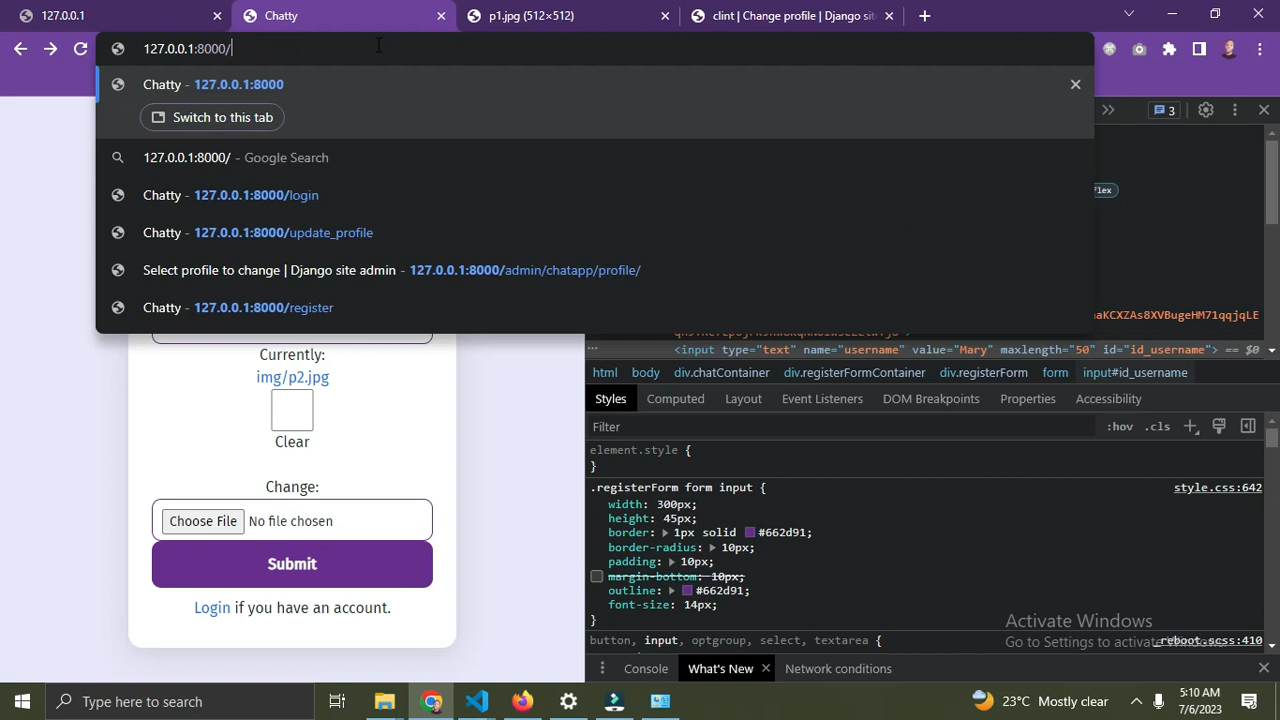 127.0.0.1
Chatty
p1.jpg (512×512)
clint | Change profile | Django site
127.0.0.1:8000/
Chatty - 127.0.0.1:8000
Switch to this tab
127.0.0.1:8000/ - Google Search
Chatty - 127.0.0.1:8000/login
Chatty - 127.0.0.1:8000/update_profile
Select profile to change | Django site admin - 127.0.0.1:8000/admin/chatapp/profile/
Chatty - 127.0.0.1:8000/register
3
flex
aKCXZAs8XVBugeHM71qqjqLE
<input type="text" name="username" value="Mary" maxlength="50" id="id_username"> == $0
html body div.chatContainer div.registerFormContainer div.registerForm form input#id_username
Styles Computed Layout Event Listeners DOM Breakpoints Properties Accessibility
Filter
:hov .cls
element.style {
}
.registerForm form input {
style.css:642
width: 300px;
height: 45px;
border: 1px solid #662d91;
border-radius: 10px;
padding: 10px;
margin-bottom: 10px;
outline: #662d91;
font-size: 14px;
}
button, input, optgroup, select, textarea {
_reboot.scss:410
Console What's New Network conditions
Currently:
img/p2.jpg
Clear
Change:
Choose File No file chosen
Submit
Login if you have an account.
Activate Windows
Go to Settings to activate Windows.
Type here to search
23°C Mostly clear
5:10 AM
7/6/2023
1